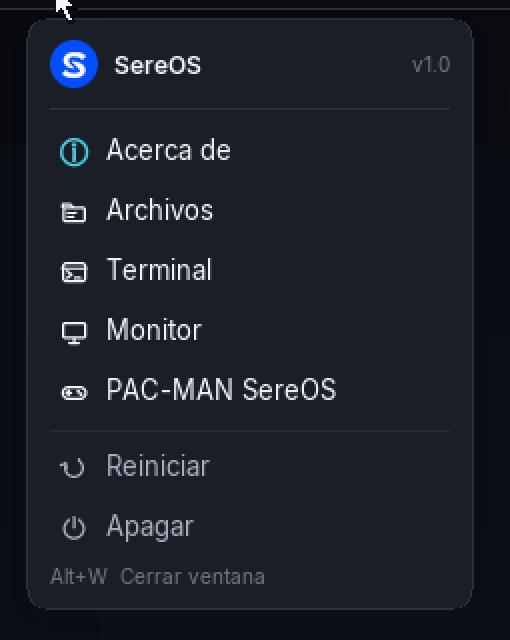 SereOS v1.0
Acerca de
Archivos
Terminal
Monitor
PAC-MAN SereOS
Reiniciar
Apagar
Alt+W Cerrar ventana